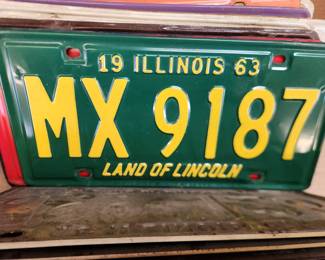 19 ILLINOIS 63
MX 9187
LAND OF LINCOLN